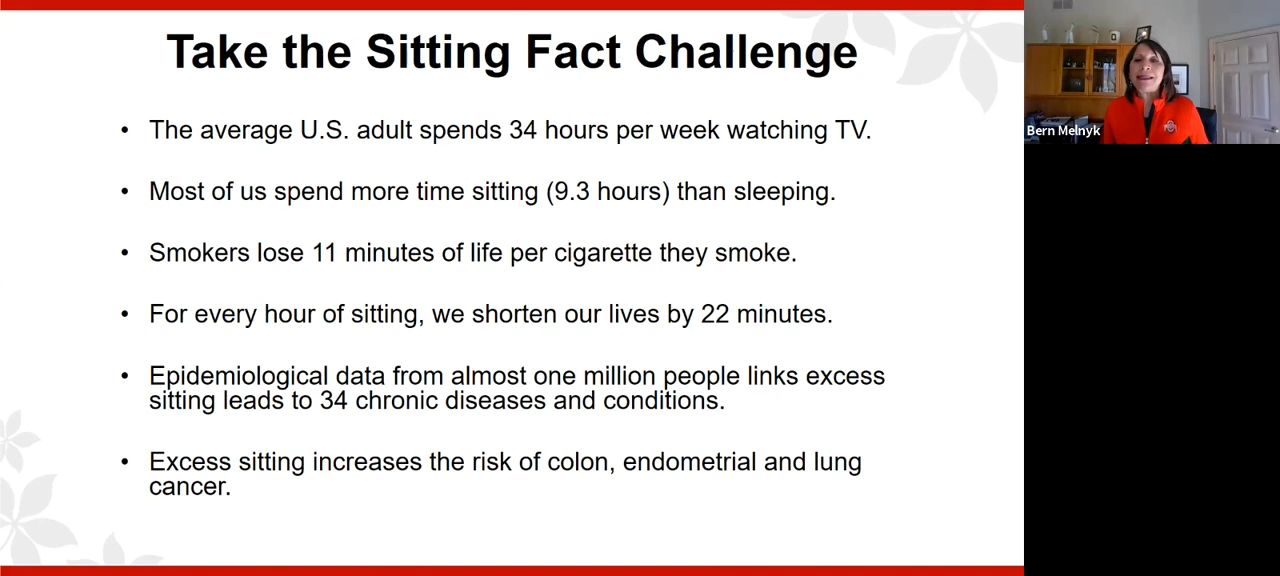 Take the Sitting Fact Challenge
• The average U.S. adult spends 34 hours per week watching TV.
• Most of us spend more time sitting (9.3 hours) than sleeping.
• Smokers lose 11 minutes of life per cigarette they smoke.
• For every hour of sitting, we shorten our lives by 22 minutes.
• Epidemiological data from almost one million people links excess
sitting leads to 34 chronic diseases and conditions.
• Excess sitting increases the risk of colon, endometrial and lung
cancer.
Bern Melnyk